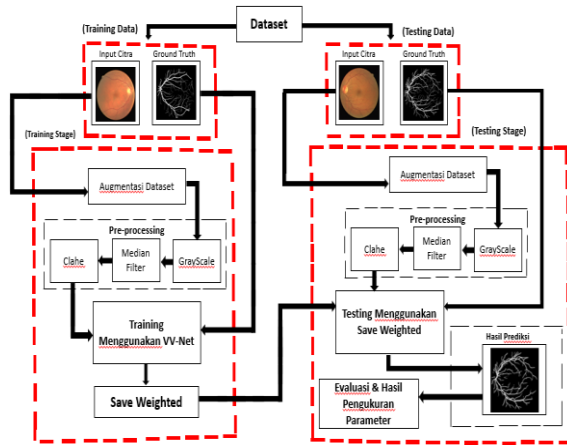 Dataset
(Training Data)
(Testing Data)
Input Citra
Ground Truth
Input Citra
Ground Truth
(Training Stage)
(Testing Stage)
Augmentasi Dataset
Pre-processing
Clahe
Median
Filter
GrayScale
Training
Menggunakan VV-Net
Save Weighted
Augmentasi Dataset
Pre-processing
Clahe
Median
Filter
GrayScale
Testing Menggunakan
Save Weighted
Hasil Prediksi
Evaluasi & Hasil
Pengukuran
Parameter